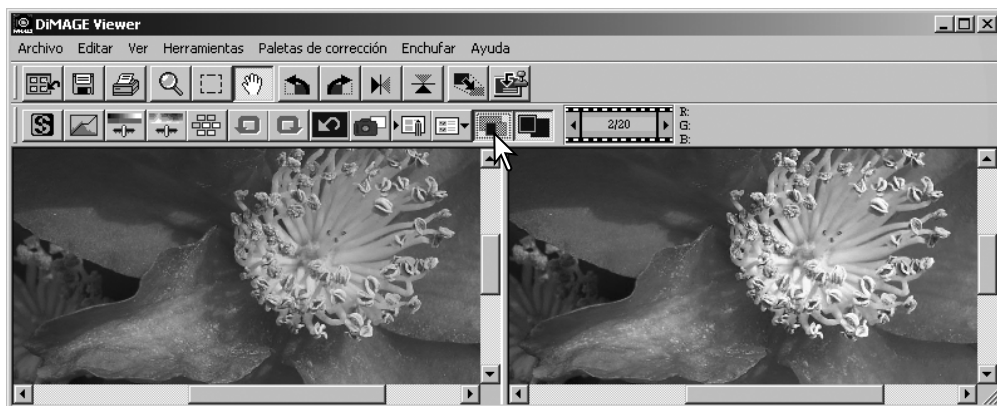 DiMAGE Viewer
Archivo Editar Ver Herramientas Paletas de corrección Enchufar Ayuda
2/20
R:
G:
B: